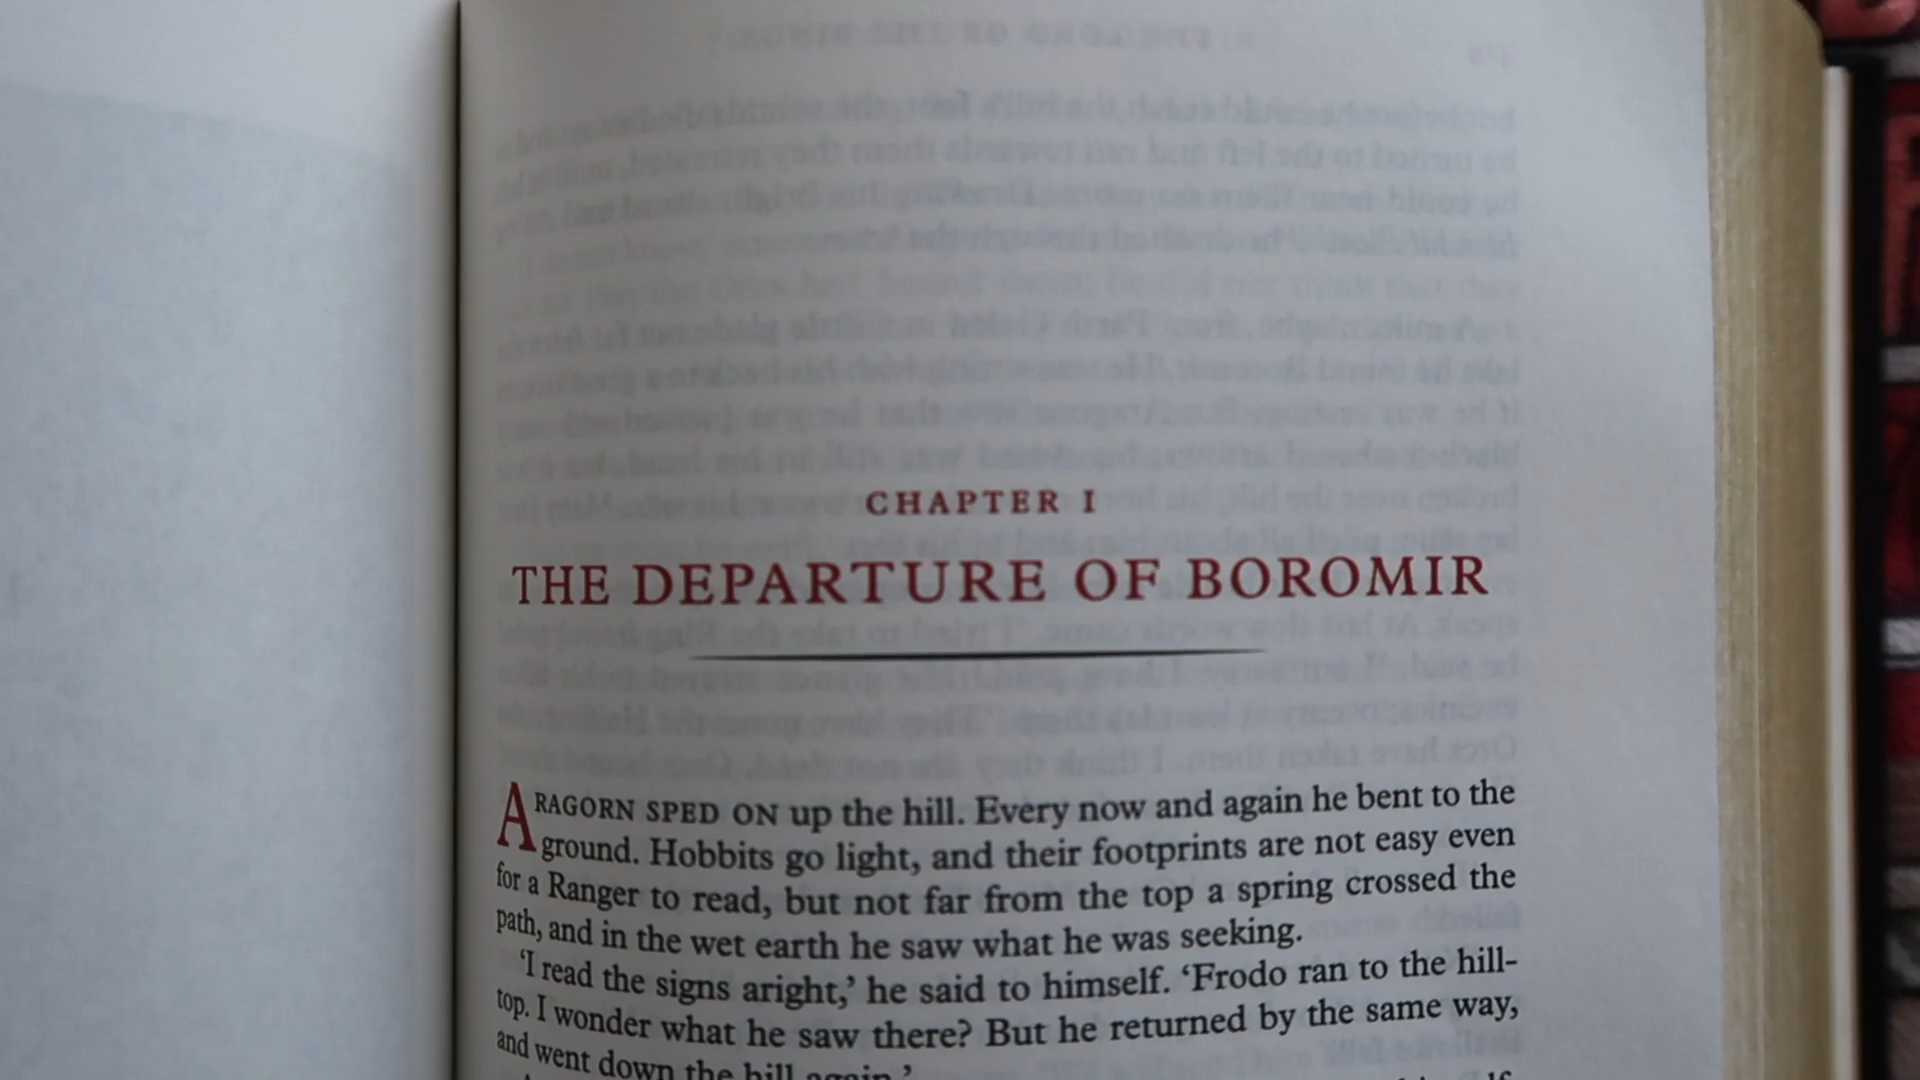 CHAPTER I
THE DEPARTURE OF BOROMIR
ARAGORN SPED ON up the hill. Every now and again he bent to the
ground. Hobbits go light, and their footprints are not easy even
for a Ranger to read, but not far from the top a spring crossed the
path, and in the wet earth he saw what he was seeking.
‘I read the signs aright,’ he said to himself. ‘Frodo ran to the hill-
top. I wonder what he saw there? But he returned by the same way,
and went down the hill again.’